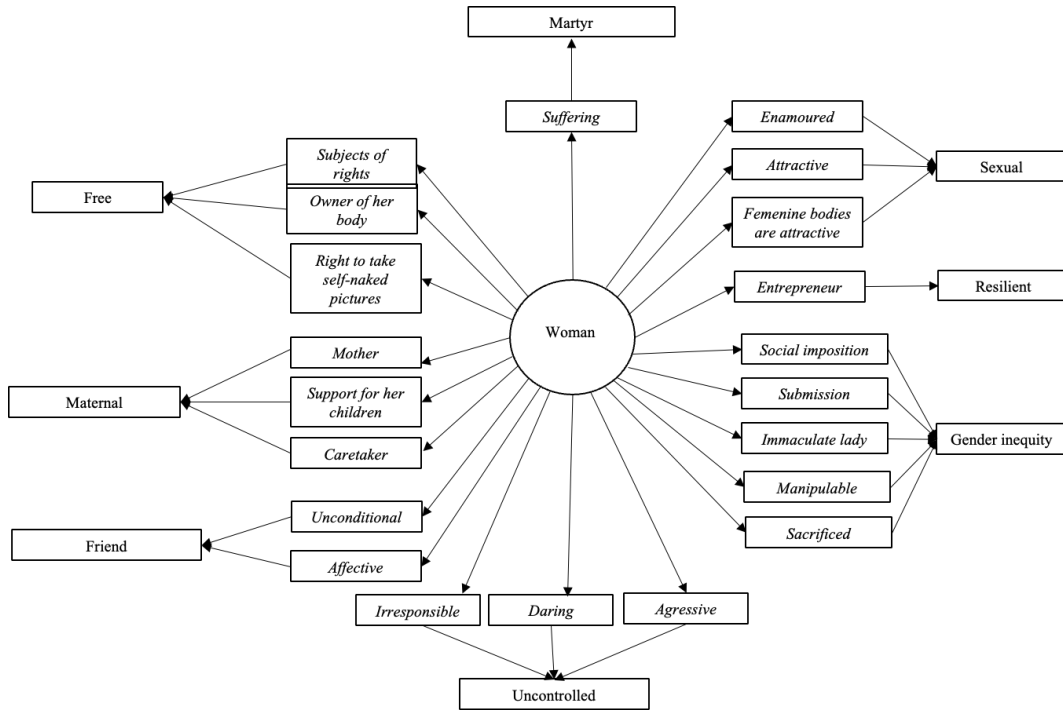 Martyr
Suffering
Enamoured
Attractive
Sexual
Femenine bodies
are attractive
Subjects of
rights
Free
Owner of her
body
Right to take
self-naked
pictures
Entrepreneur
Resilient
Woman
Mother
Support for her
children
Maternal
Caretaker
Social imposition
Submission
Immaculate lady
Gender inequity
Manipulable
Sacrificed
Unconditional
Friend
Affective
Irresponsible
Daring
Agressive
Uncontrolled